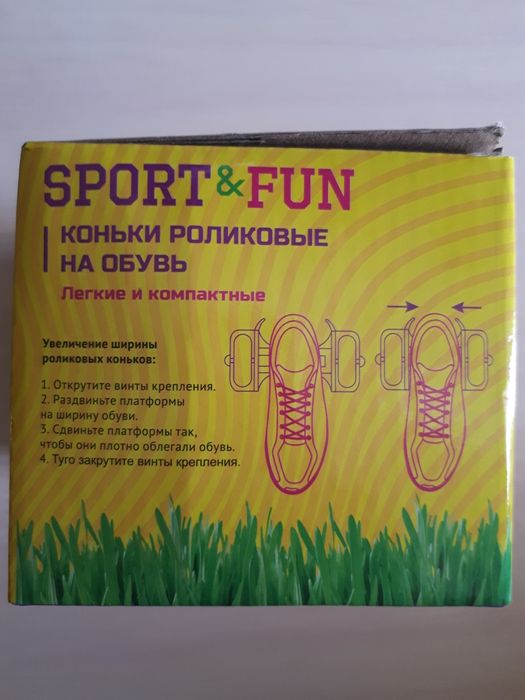 SPORT&FUN
КОНЬКИ РОЛИКОВЫЕ
НА ОБУВЬ
Легкие и компактные
Увеличение ширины
роликовых коньков:
1. Открутите винты крепления.
2. Раздвиньте платформы
на ширину обуви.
3. Сдвиньте платформы так,
чтобы они плотно облегали обувь.
4. Туго закрутите винты крепления.